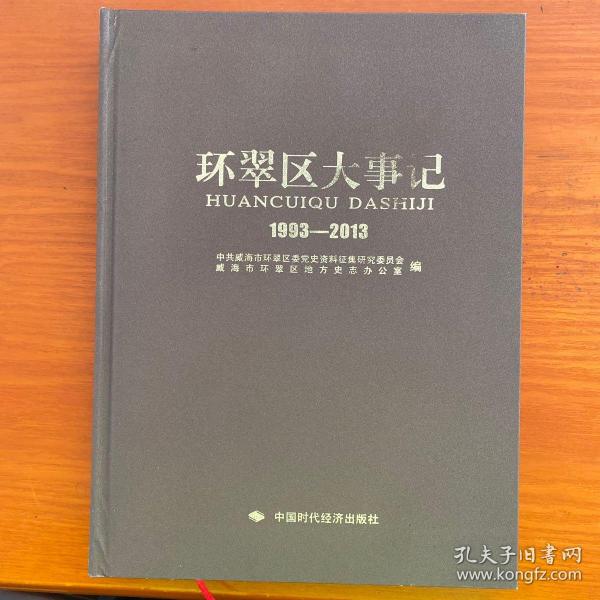 环翠区大事记
HUANCUIQU DASHIJI
1993—2013
中共威海市环翠区委党史资料征集研究委员会
威海市环翠区地方史志办公室 编
中国时代经济出版社
孔夫子旧书网
www.kongfz.com